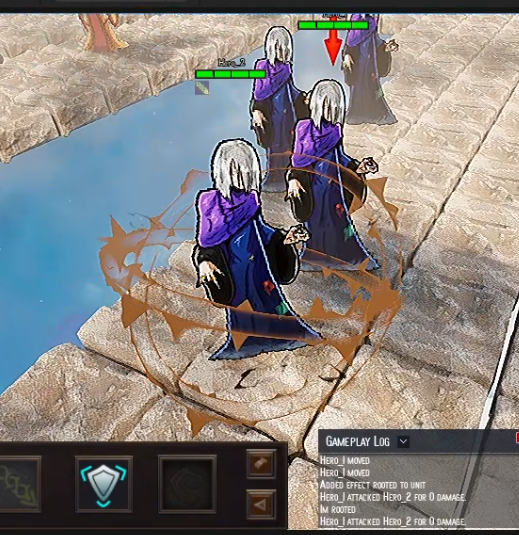 Hero_2
Gameplay Log
Hero_1 moved
Hero_1 moved
Added effect rooted to unit
Hero_1 attacked Hero_2 for 0 damage.
Im rooted
Hero_1 attacked Hero_2 for 0 damage.